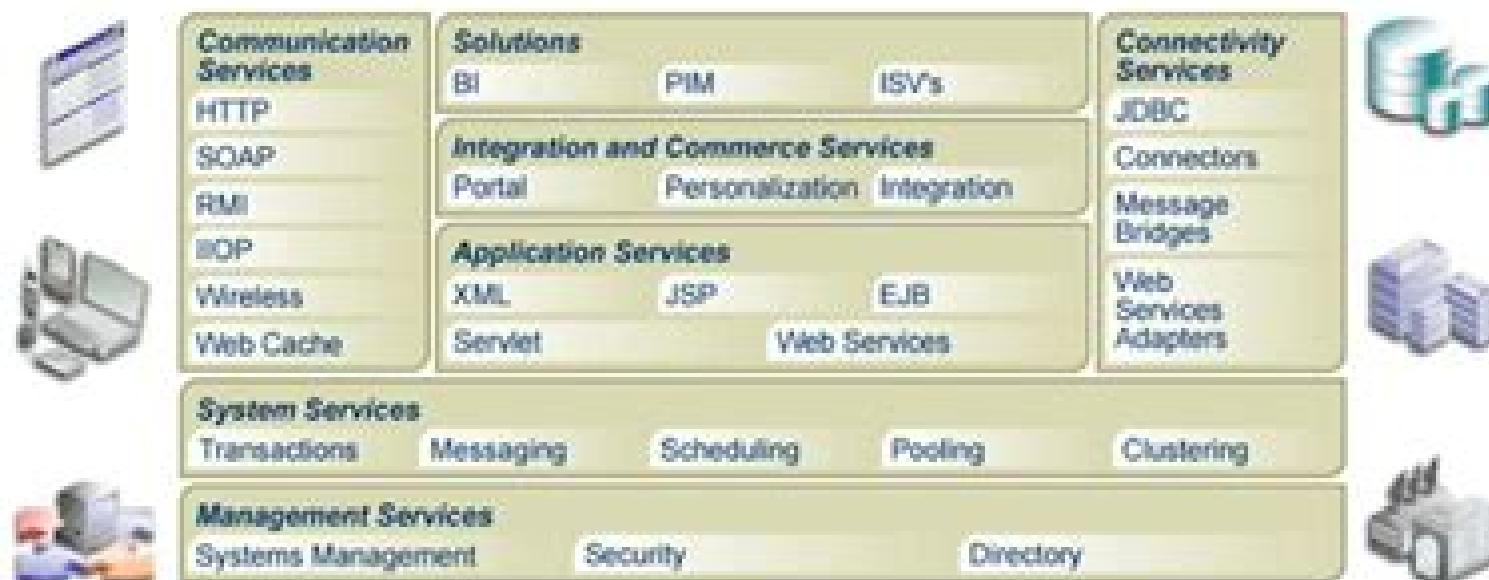 Communication
Services
HTTP
SOAP
RMI
IIOP
Wireless
Web Cache
Solutions
BI PIM ISV's
Integration and Commerce Services
Portal Personalization Integration
Application Services
XML JSP EJB
Servlet Web Services
Connectivity
Services
JDBC
Connectors
Message
Bridges
Web
Services
Adapters
System Services
Transactions Messaging Scheduling Pooling Clustering
Management Services
Systems Management Security Directory